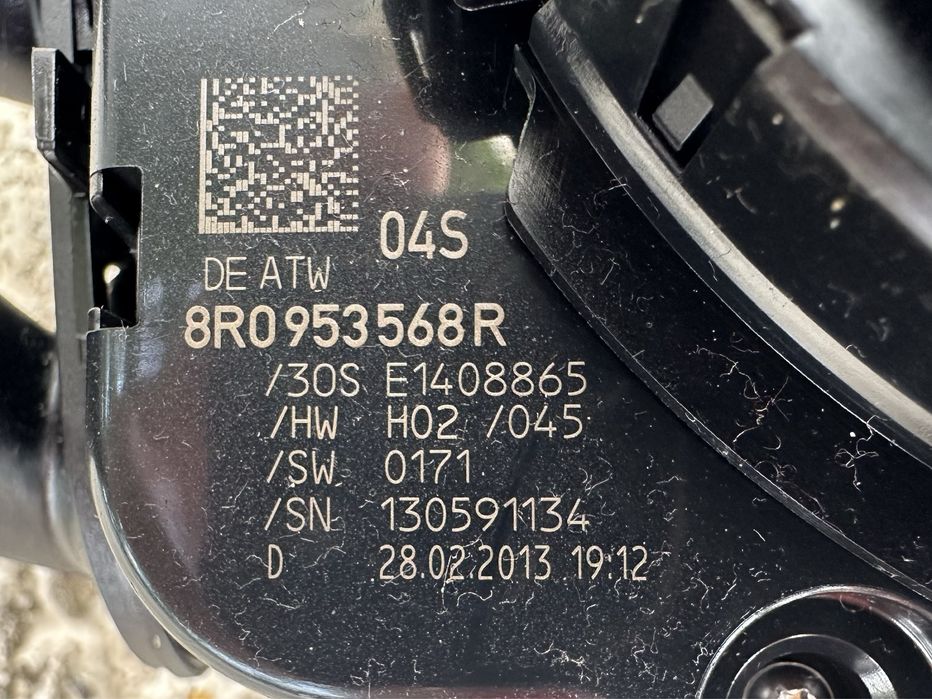 04S
DE ATW
8R0953568R
/30S E1408865
/HW H02 /045
/SW 0171
/SN 130591134
D 28.02.2013 19:12